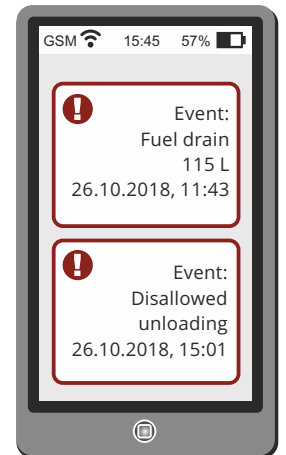 GSM 15:45 57%
Event:
Fuel drain
115 L
26.10.2018, 11:43
Event:
Disallowed
unloading
26.10.2018, 15:01